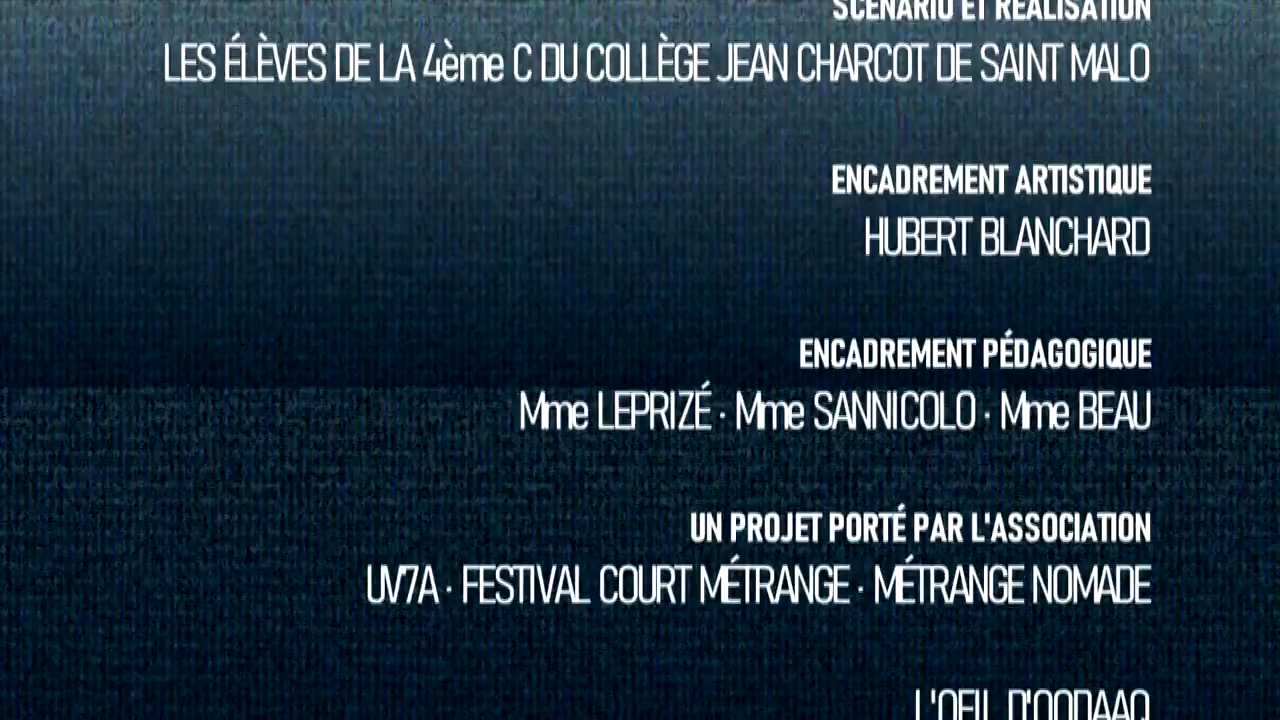 SCÉNARIO ET RÉALISATION
LES ÉLÈVES DE LA 4ème C DU COLLÈGE JEAN CHARCOT DE SAINT MALO
ENCADREMENT ARTISTIQUE
HUBERT BLANCHARD
ENCADREMENT PÉDAGOGIQUE
Mme LEPRIZÉ · Mme SANNICOLO · Mme BEAU
UN PROJET PORTÉ PAR L'ASSOCIATION
UV7A · FESTIVAL COURT MÉTRANGE · MÉTRANGE NOMADE
L'OEIL D'OODAAQ